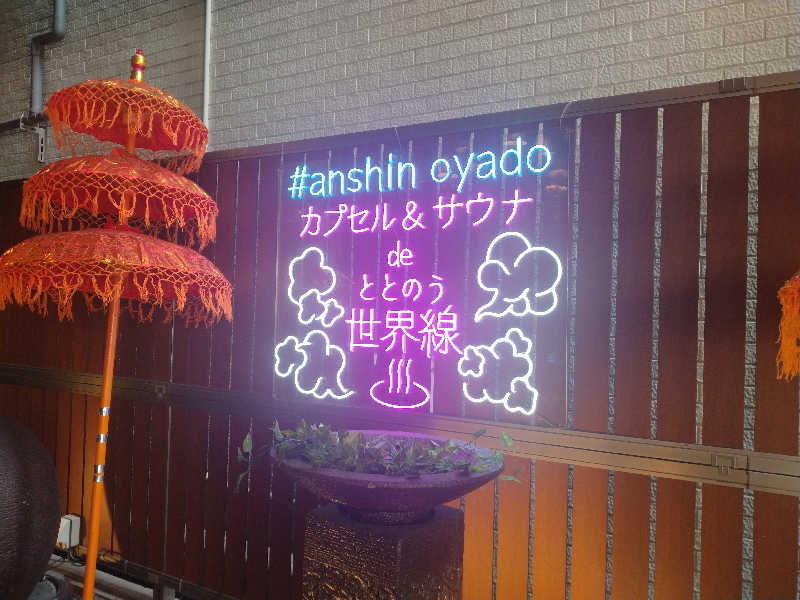 #anshin oyado
カプセル & サウナ
de
ととのう
世界線